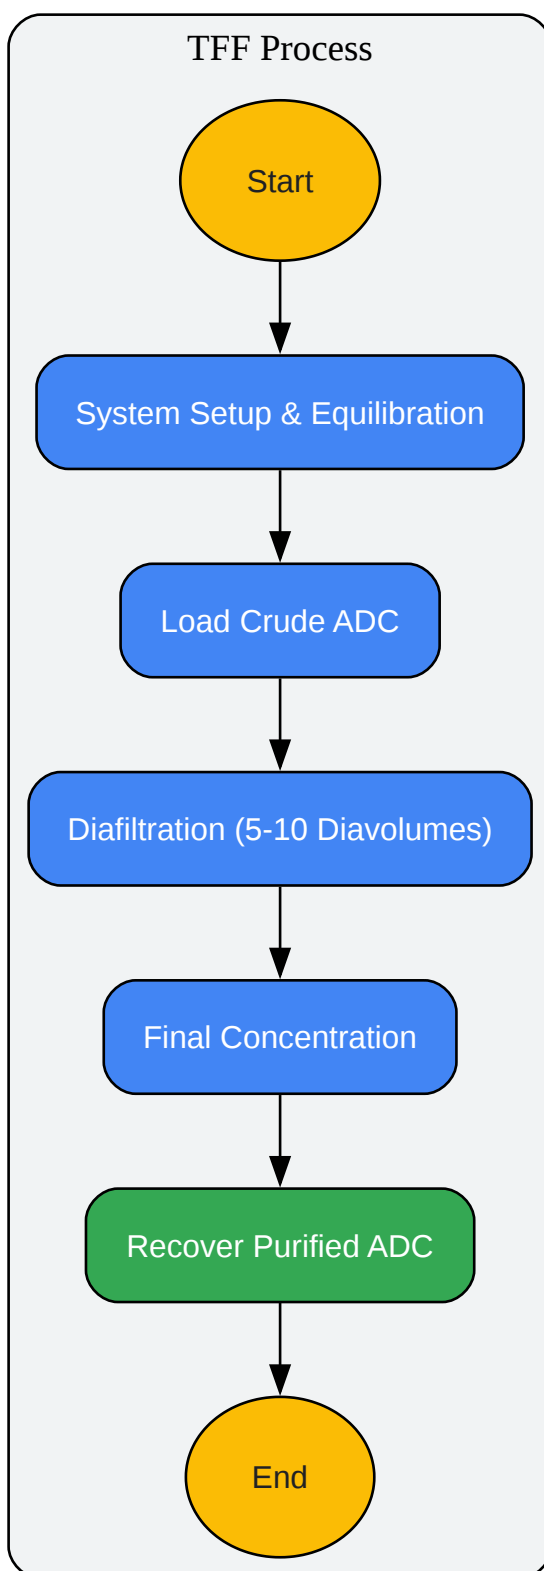 TFF Process
Start
System Setup & Equilibration
Load Crude ADC
Diafiltration (5-10 Diavolumes)
Final Concentration
Recover Purified ADC
End